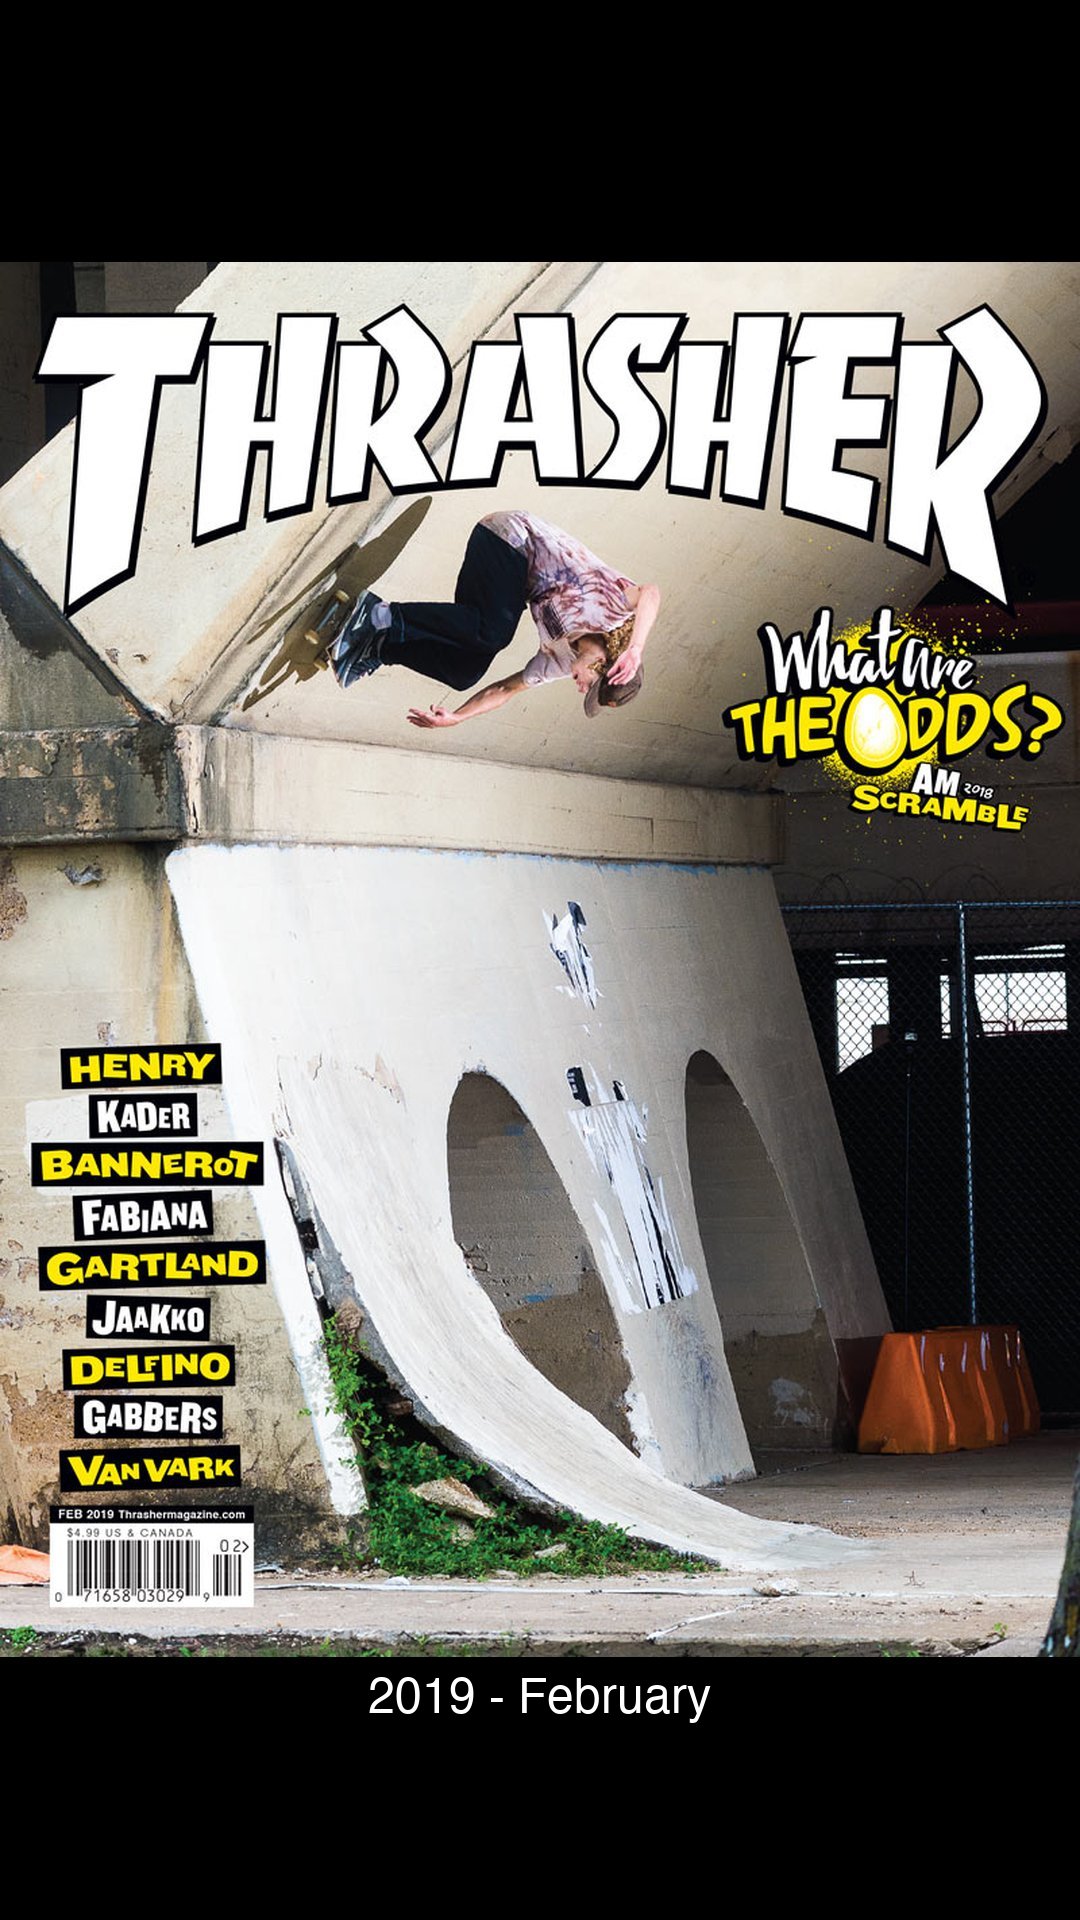 THRASHER
What are
THE ODDS?
AM 2018
SCRAMBLE
HENRY
KADER
BANNEROT
FABIANA
GARTLAND
JAAKKO
DELFINO
GABBERS
VAN VARK
FEB 2019 Thrashermagazine.com
$4.99 US & CANADA
02>
0 71658 03029 9
2019 - February